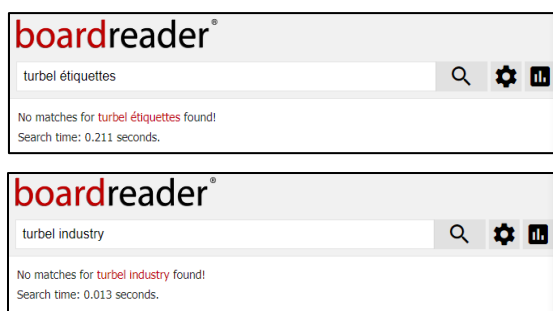 boardreader®
turbel étiquettes
No matches for turbel étiquettes found!
Search time: 0.211 seconds.
boardreader®
turbel industry
No matches for turbel industry found!
Search time: 0.013 seconds.